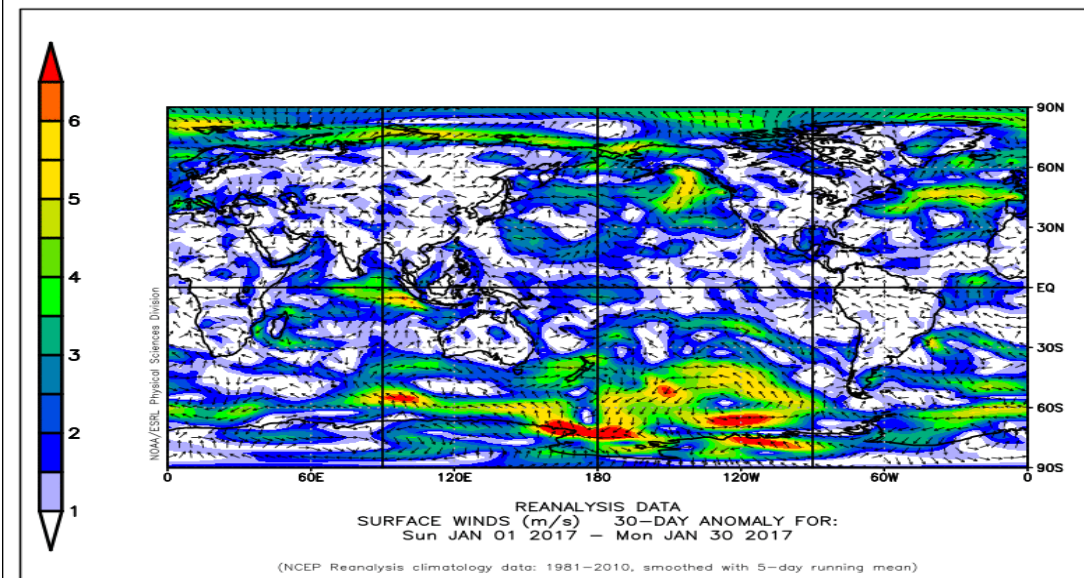 6
5
4
3
2
1
NOAA/ESRL Physical Sciences Division
90N
60N
30N
EQ
30S
60S
90S
0E 60E 120E 180 120W 60W 0E
REANALYSIS DATA
SURFACE WINDS (m/s) 30-DAY ANOMALY FOR:
Sun JAN 01 2017 - Mon JAN 30 2017
(NCEP Reanalysis climatology data: 1981-2010, smoothed with 5-day running mean)